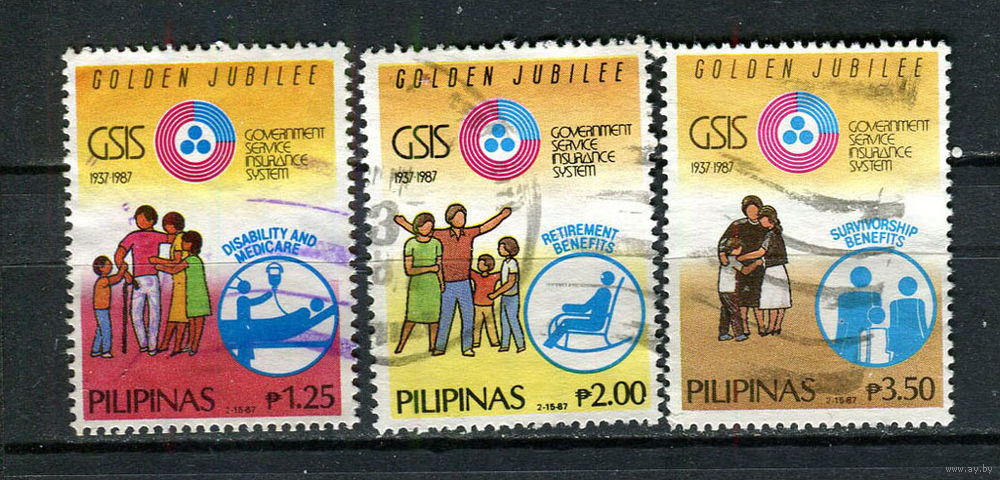 GOLDEN JUBILEE
GSIS
1937-1987
GOVERNMENT
SERVICE
INSURANCE
SYSTEM
DISABILITY AND
MEDICARE
PILIPINAS
2-15-87
₱1.25
GOLDEN JUBILEE
GSIS
1937-1987
GOVERNMENT
SERVICE
INSURANCE
SYSTEM
RETIREMENT
BENEFITS
PILIPINAS
2-15-87
₱2.00
GOLDEN JUBILEE
GSIS
1937-1987
GOVERNMENT
SERVICE
INSURANCE
SYSTEM
SURVIVORSHIP
BENEFITS
PILIPINAS
2-15-87
₱3.50
www.ay.by